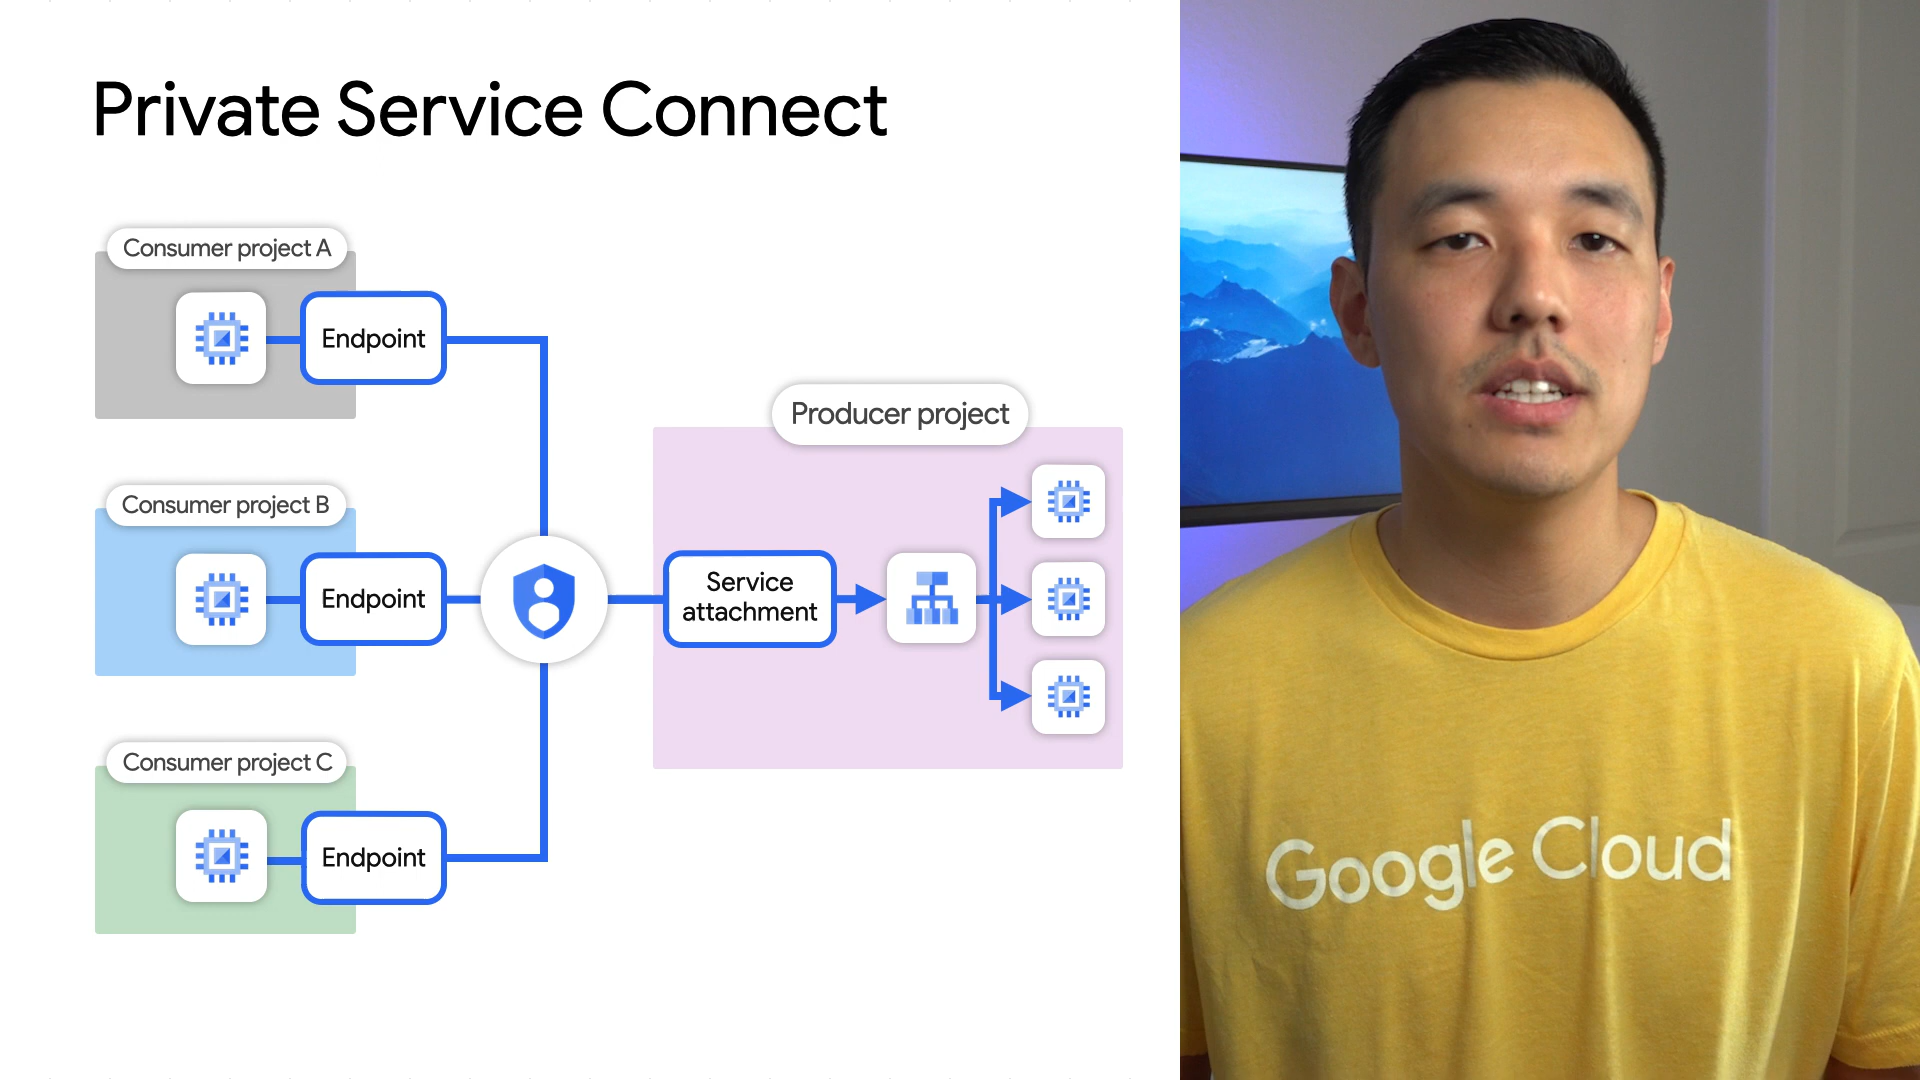 Private Service Connect
Consumer project A
Endpoint
Consumer project B
Endpoint
Consumer project C
Endpoint
Producer project
Service
attachment
Google Cloud